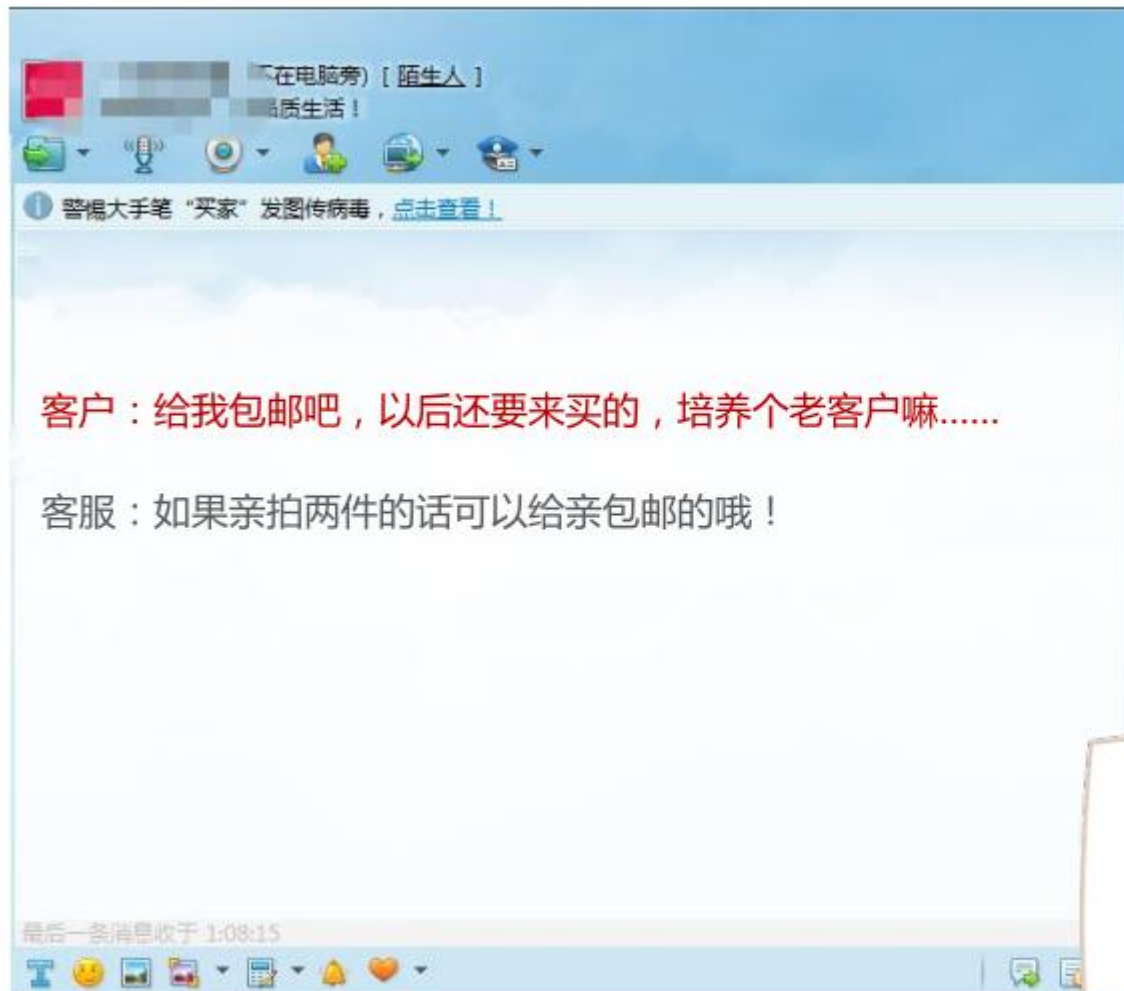 不在电脑旁) [ 陌生人 ]
品质生活！
警惕大手笔“买家”发图传病毒，点击查看！
客户：给我包邮吧，以后还要来买的，培养个老客户嘛......
客服：如果亲拍两件的话可以给亲包邮的哦！
最后一条消息收于 1:08:15